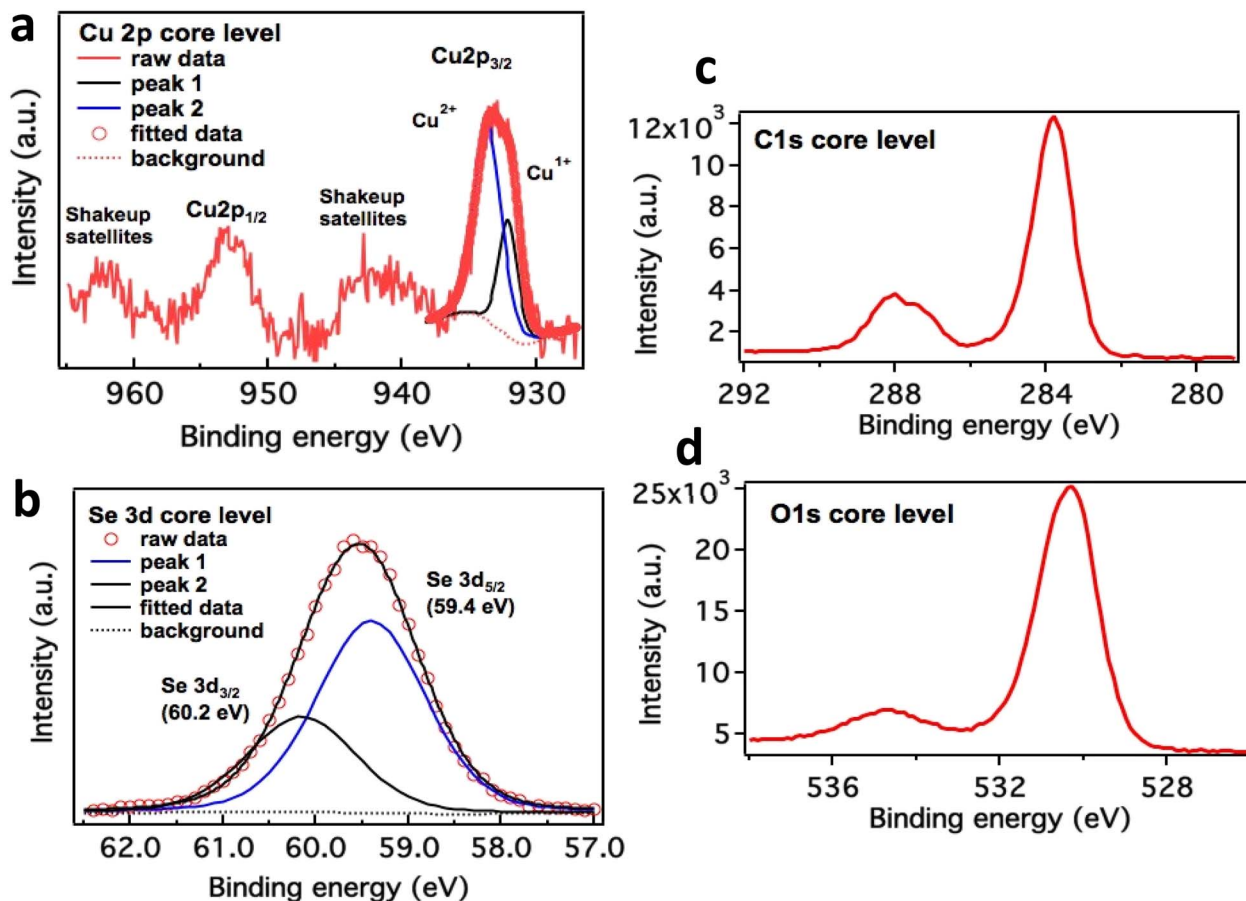 a
Cu 2p core level
raw data
peak 1
peak 2
fitted data
background
Cu2p3/2
Cu2+
Cu1+
Shakeup
satellites
Cu2p1/2
Shakeup
satellites
Intensity (a.u.)
960
950
940
930
Binding energy (eV)
b
Se 3d core level
raw data
peak 1
peak 2
fitted data
background
Se 3d5/2
(59.4 eV)
Se 3d3/2
(60.2 eV)
Intensity (a.u.)
62.0
61.0
60.0
59.0
58.0
57.0
Binding energy (eV)
c
C1s core level
12x10³
10
8
6
4
2
Intensity (a.u.)
292
288
284
280
Binding energy (eV)
d
O1s core level
25x10³
20
15
10
5
Intensity (a.u.)
536
532
528
Binding energy (eV)